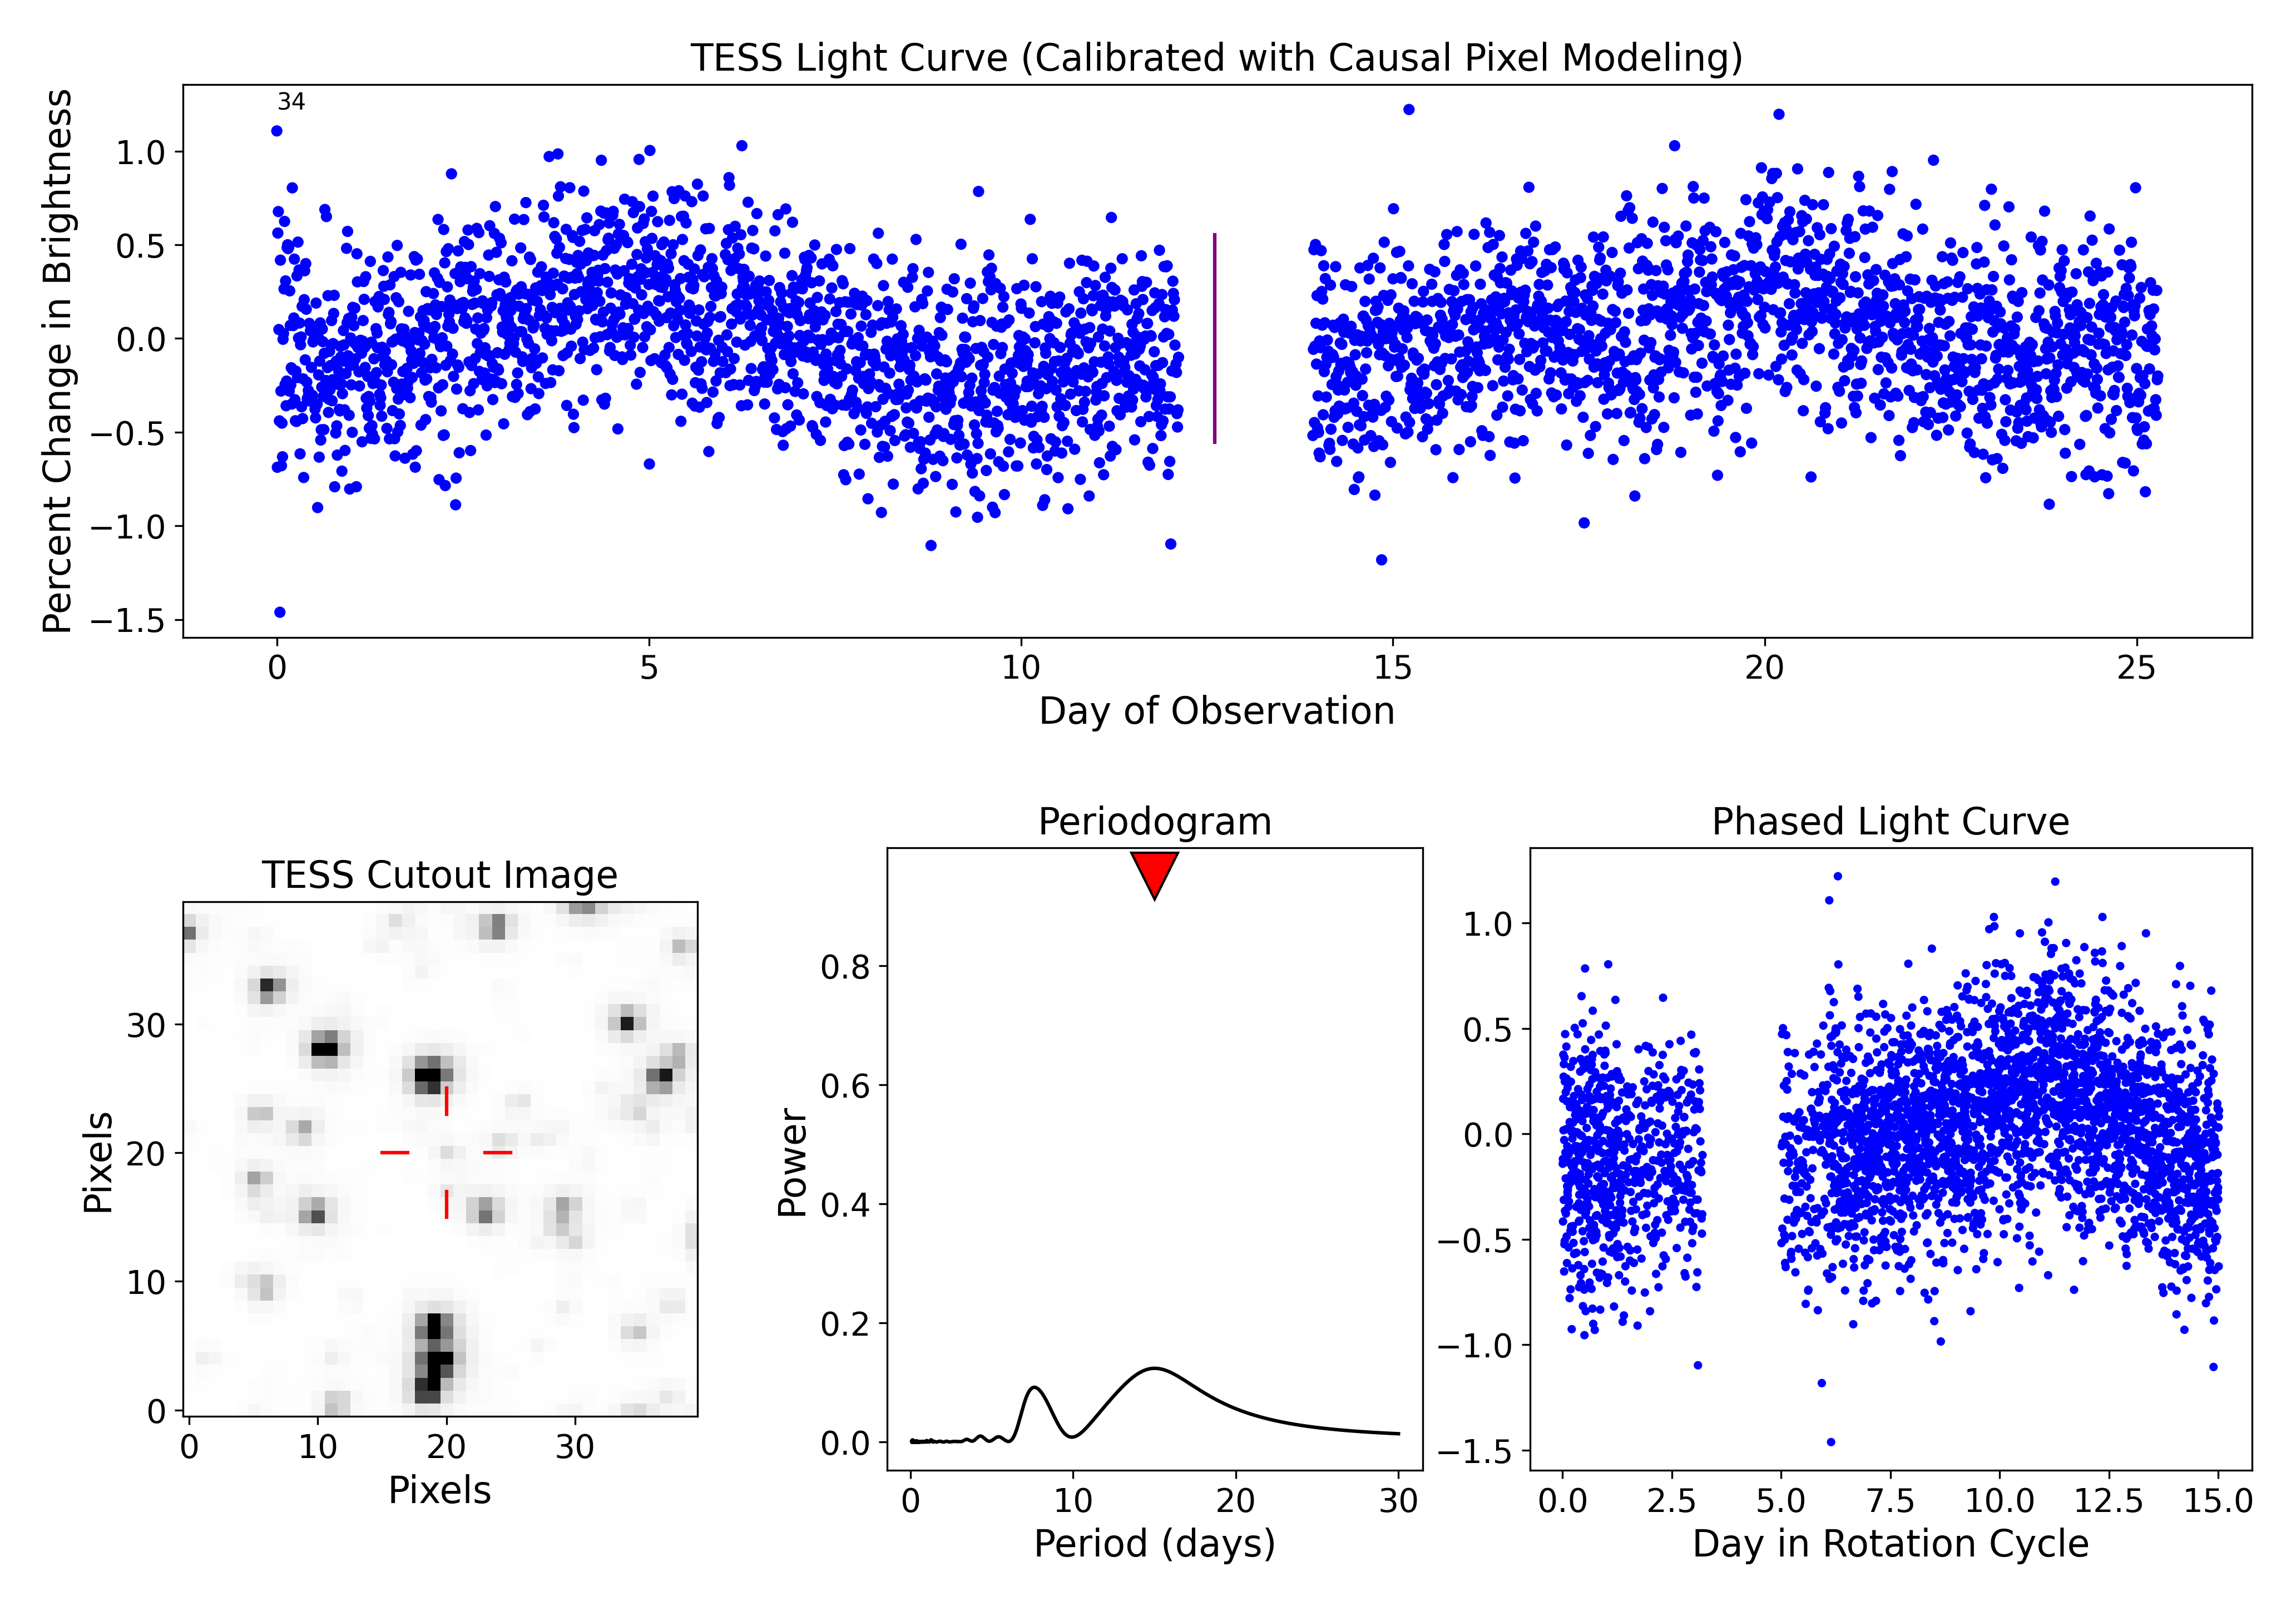 TESS Light Curve (Calibrated with Causal Pixel Modeling)
34
Percent Change in Brightness
1.0
0.5
0.0
−0.5
−1.0
−1.5
0 5 10 15 20 25
Day of Observation
TESS Cutout Image
Pixels
30
20
10
0
0 10 20 30
Pixels
Periodogram
Power
0.8
0.6
0.4
0.2
0.0
0 10 20 30
Period (days)
Phased Light Curve
1.0
0.5
0.0
−0.5
−1.0
−1.5
0.0 2.5 5.0 7.5 10.0 12.5 15.0
Day in Rotation Cycle